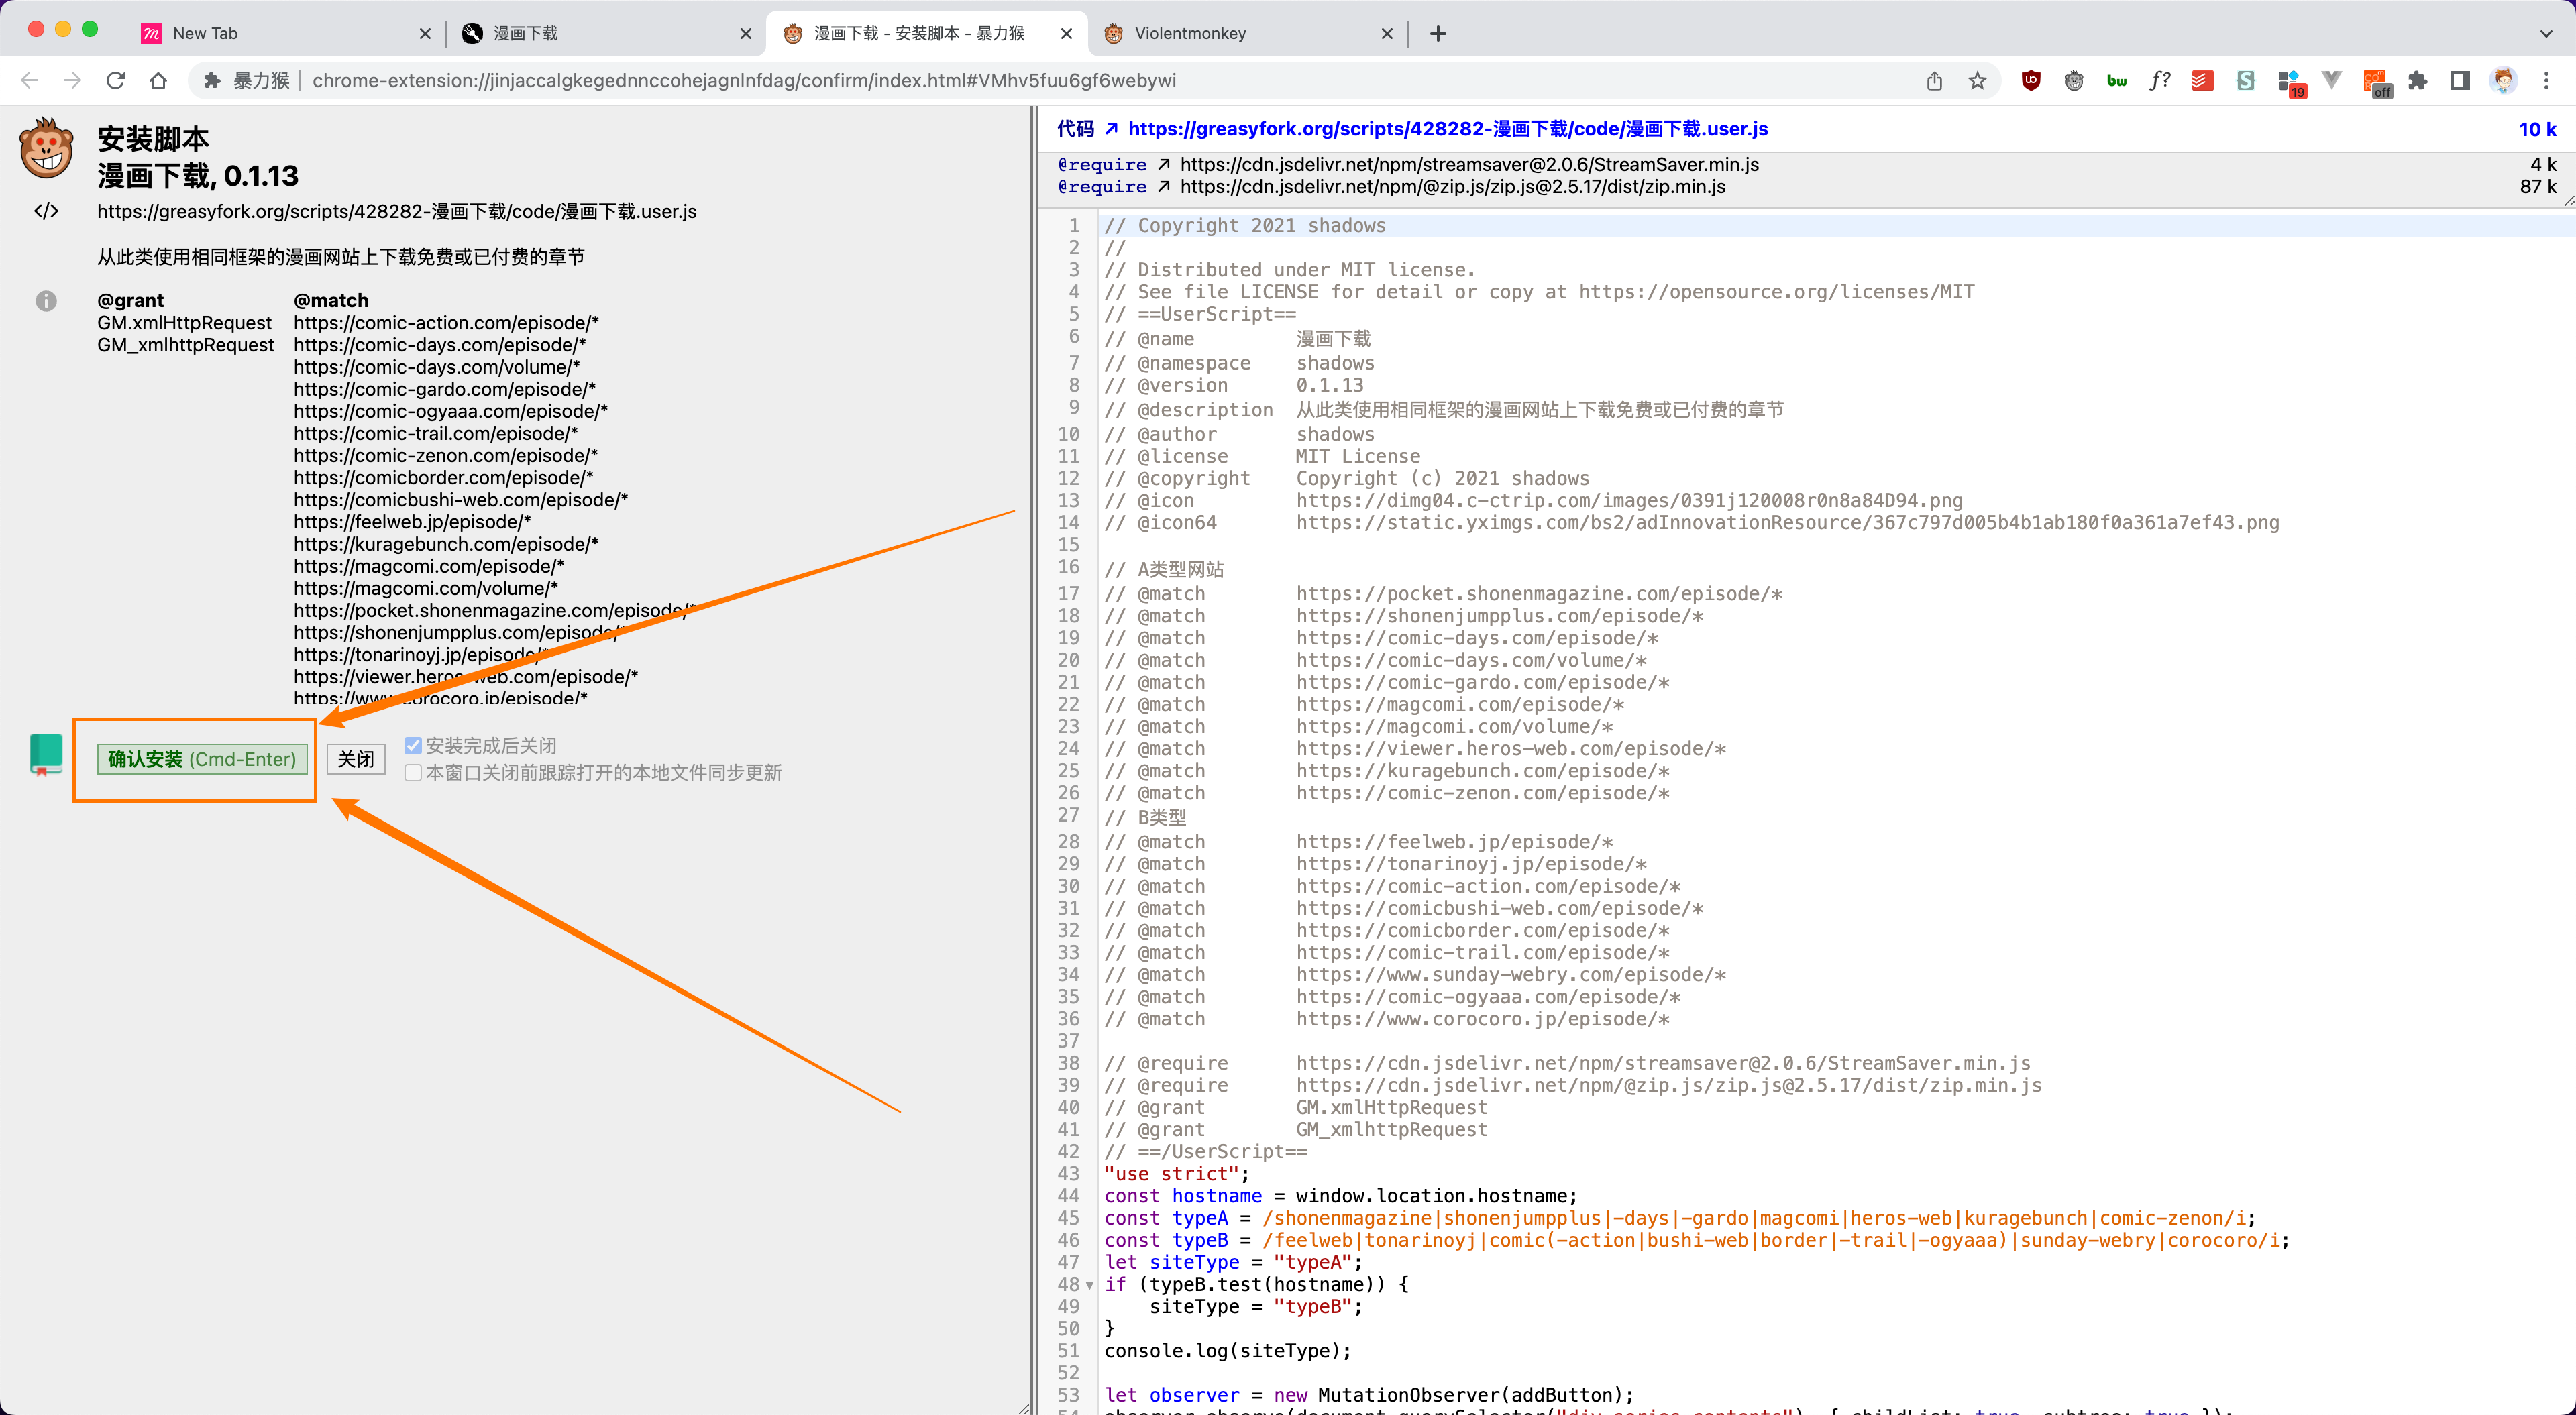 New Tab
漫画下载
漫画下载 - 安装脚本 - 暴力猴
Violentmonkey
暴力猴
chrome-extension://jinjaccalgkegednnccohejagnlnfdag/confirm/index.html#VMhv5fuu6gf6webywi
bw
f?
19
off
安装脚本
漫画下载, 0.1.13
</> https://greasyfork.org/scripts/428282-漫画下载/code/漫画下载.user.js
从此类使用相同框架的漫画网站上下载免费或已付费的章节
@grant
GM.xmlHttpRequest
GM_xmlhttpRequest
@match
https://comic-action.com/episode/*
https://comic-days.com/episode/*
https://comic-days.com/volume/*
https://comic-gardo.com/episode/*
https://comic-ogyaaa.com/episode/*
https://comic-trail.com/episode/*
https://comic-zenon.com/episode/*
https://comicborder.com/episode/*
https://comicbushi-web.com/episode/*
https://feelweb.jp/episode/*
https://kuragebunch.com/episode/*
https://magcomi.com/episode/*
https://magcomi.com/volume/*
https://pocket.shonenmagazine.com/episode/*
https://shonenjumpplus.com/episode/*
https://tonarinoyj.jp/episode/*
https://viewer.heros-web.com/episode/*
https://www.corocoro.jp/episode/*
确认安装 (Cmd-Enter)
关闭
安装完成后关闭
本窗口关闭前跟踪打开的本地文件同步更新
代码 ↗ https://greasyfork.org/scripts/428282-漫画下载/code/漫画下载.user.js 10 k
@require ↗ https://cdn.jsdelivr.net/npm/streamsaver@2.0.6/StreamSaver.min.js 4 k
@require ↗ https://cdn.jsdelivr.net/npm/@zip.js/zip.js@2.5.17/dist/zip.min.js 87 k
1 // Copyright 2021 shadows
2 //
3 // Distributed under MIT license.
4 // See file LICENSE for detail or copy at https://opensource.org/licenses/MIT
5 // ==UserScript==
6 // @name 漫画下载
7 // @namespace shadows
8 // @version 0.1.13
9 // @description 从此类使用相同框架的漫画网站上下载免费或已付费的章节
10 // @author shadows
11 // @license MIT License
12 // @copyright Copyright (c) 2021 shadows
13 // @icon https://dimg04.c-ctrip.com/images/0391j120008r0n8a84D94.png
14 // @icon64 https://static.yximgs.com/bs2/adInnovationResource/367c797d005b4b1ab180f0a361a7ef43.png
15
16 // A类型网站
17 // @match https://pocket.shonenmagazine.com/episode/*
18 // @match https://shonenjumpplus.com/episode/*
19 // @match https://comic-days.com/episode/*
20 // @match https://comic-days.com/volume/*
21 // @match https://comic-gardo.com/episode/*
22 // @match https://magcomi.com/episode/*
23 // @match https://magcomi.com/volume/*
24 // @match https://viewer.heros-web.com/episode/*
25 // @match https://kuragebunch.com/episode/*
26 // @match https://comic-zenon.com/episode/*
27 // B类型
28 // @match https://feelweb.jp/episode/*
29 // @match https://tonarinoyj.jp/episode/*
30 // @match https://comic-action.com/episode/*
31 // @match https://comicbushi-web.com/episode/*
32 // @match https://comicborder.com/episode/*
33 // @match https://comic-trail.com/episode/*
34 // @match https://www.sunday-webry.com/episode/*
35 // @match https://comic-ogyaaa.com/episode/*
36 // @match https://www.corocoro.jp/episode/*
37
38 // @require https://cdn.jsdelivr.net/npm/streamsaver@2.0.6/StreamSaver.min.js
39 // @require https://cdn.jsdelivr.net/npm/@zip.js/zip.js@2.5.17/dist/zip.min.js
40 // @grant GM.xmlHttpRequest
41 // @grant GM_xmlhttpRequest
42 // ==/UserScript==
43 "use strict";
44 const hostname = window.location.hostname;
45 const typeA = /shonenmagazine|shonenjumpplus|-days|-gardo|magcomi|heros-web|kuragebunch|comic-zenon/i;
46 const typeB = /feelweb|tonarinoyj|comic(-action|bushi-web|border|-trail|-ogyaaa)|sunday-webry|corocoro/i;
47 let siteType = "typeA";
48 if (typeB.test(hostname)) {
49 siteType = "typeB";
50 }
51 console.log(siteType);
52
53 let observer = new MutationObserver(addButton);